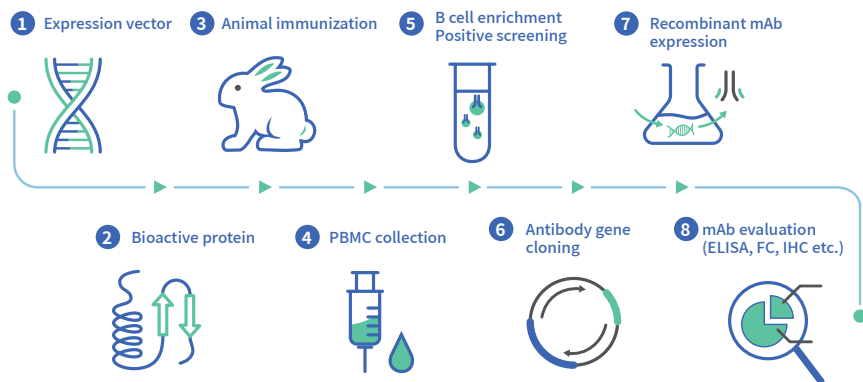 1 Expression vector
3 Animal immunization
5 B cell enrichment
Positive screening
7 Recombinant mAb
expression
2 Bioactive protein
4 PBMC collection
6 Antibody gene
cloning
8 mAb evaluation
(ELISA, FC, IHC etc.)